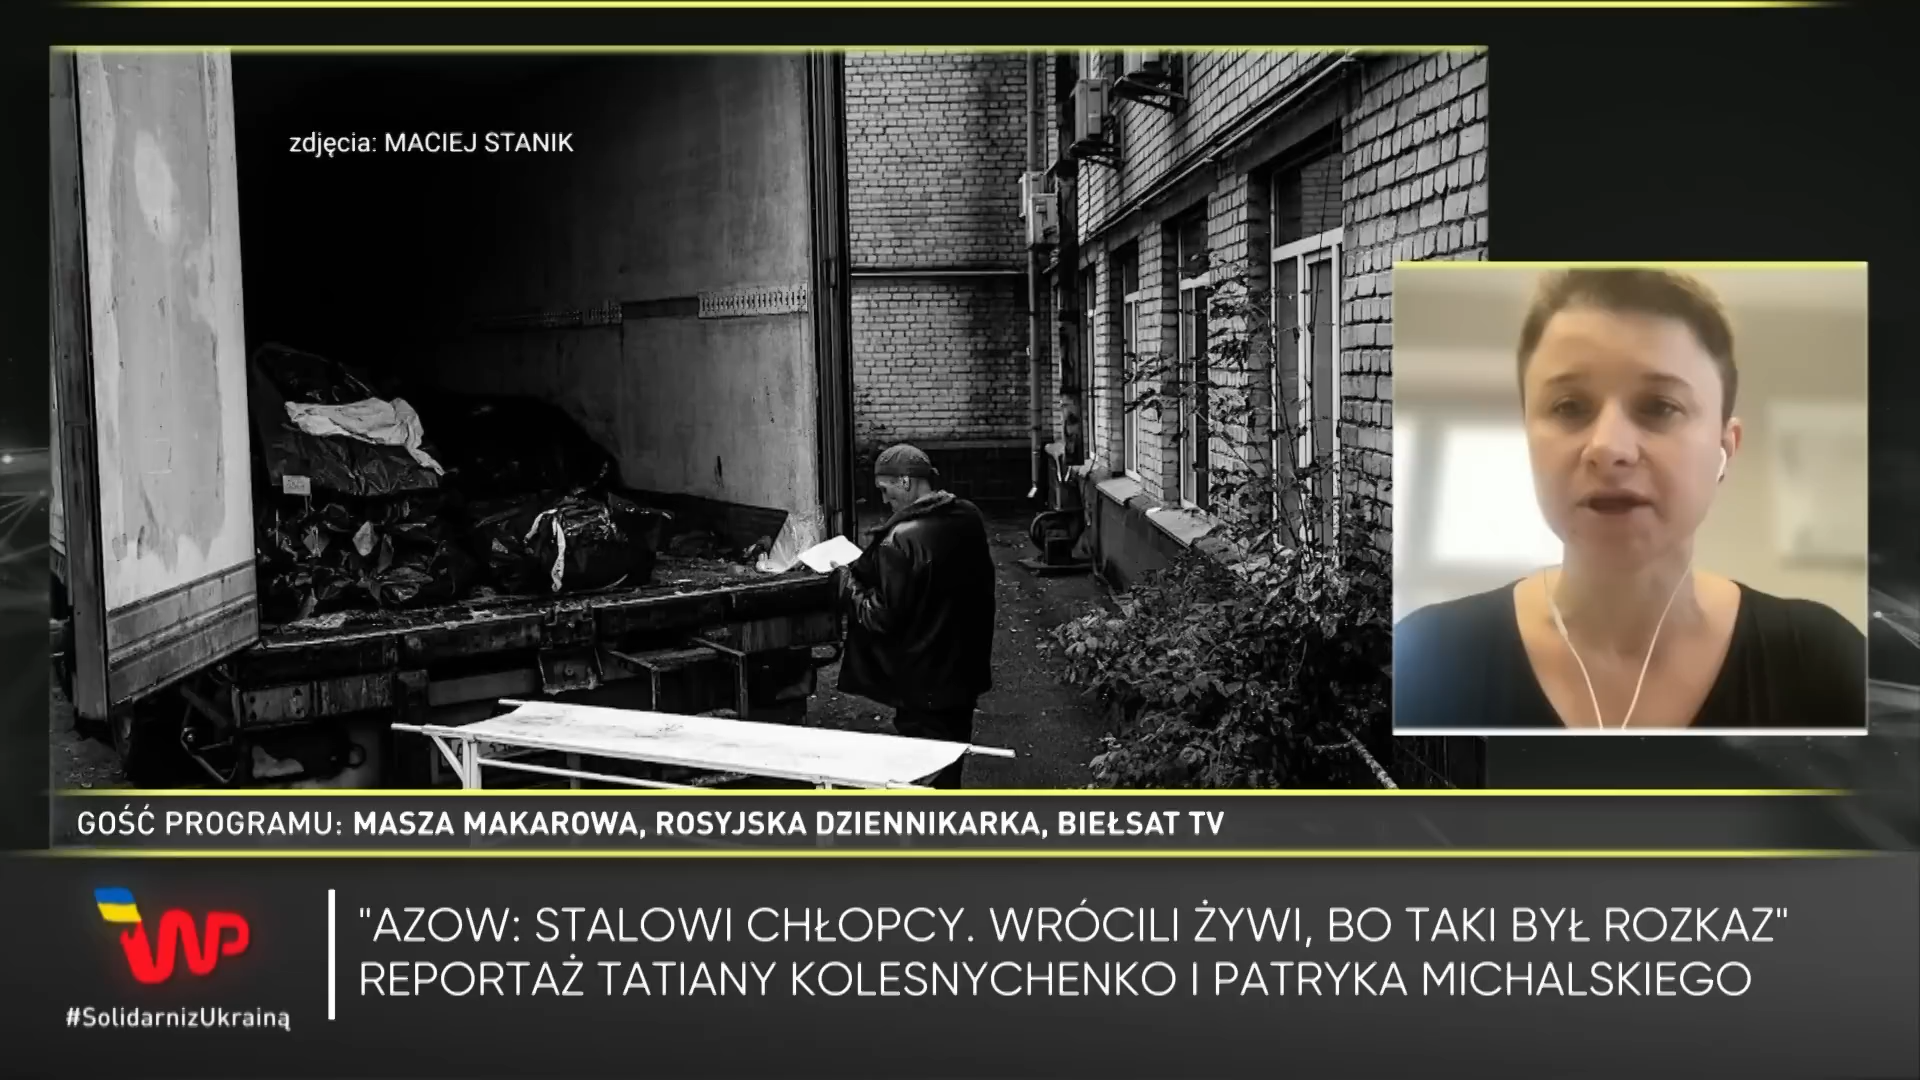 zdjęcia: MACIEJ STANIK
GOŚĆ PROGRAMU: MASZA MAKAROWA, ROSYJSKA DZIENNIKARKA, BIEŁSAT TV
WP
"AZOW: STALOWI CHŁOPCY. WRÓCILI ŻYWI, BO TAKI BYŁ ROZKAZ"
REPORTAŻ TATIANY KOLESNYCHENKO I PATRYKA MICHALSKIEGO
#SolidarnizUkrainą